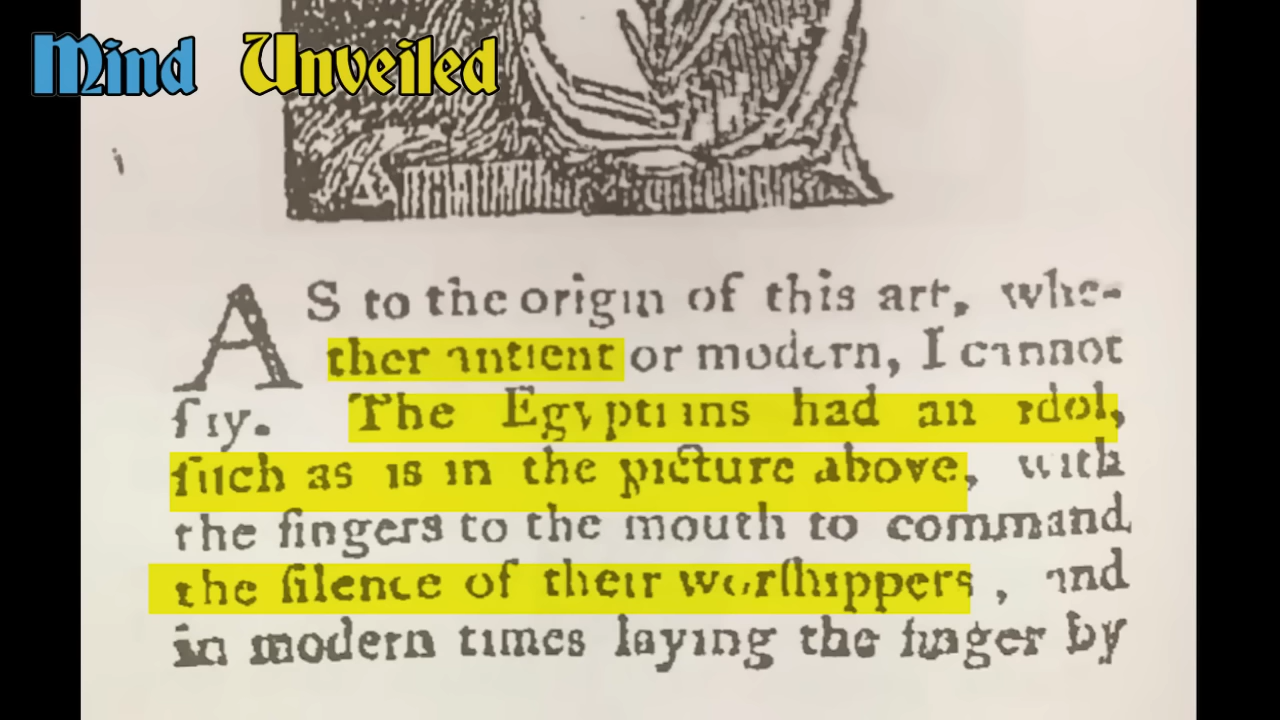 Mind Unveiled
AS to the origin of this art, whe-
ther antient or modern, I cannot
ſay. The Egyptians had an idol,
ſuch as is in the picture above, with
the fingers to the mouth to command
the ſilence of their worſhippers, and
in modern times laying the finger by